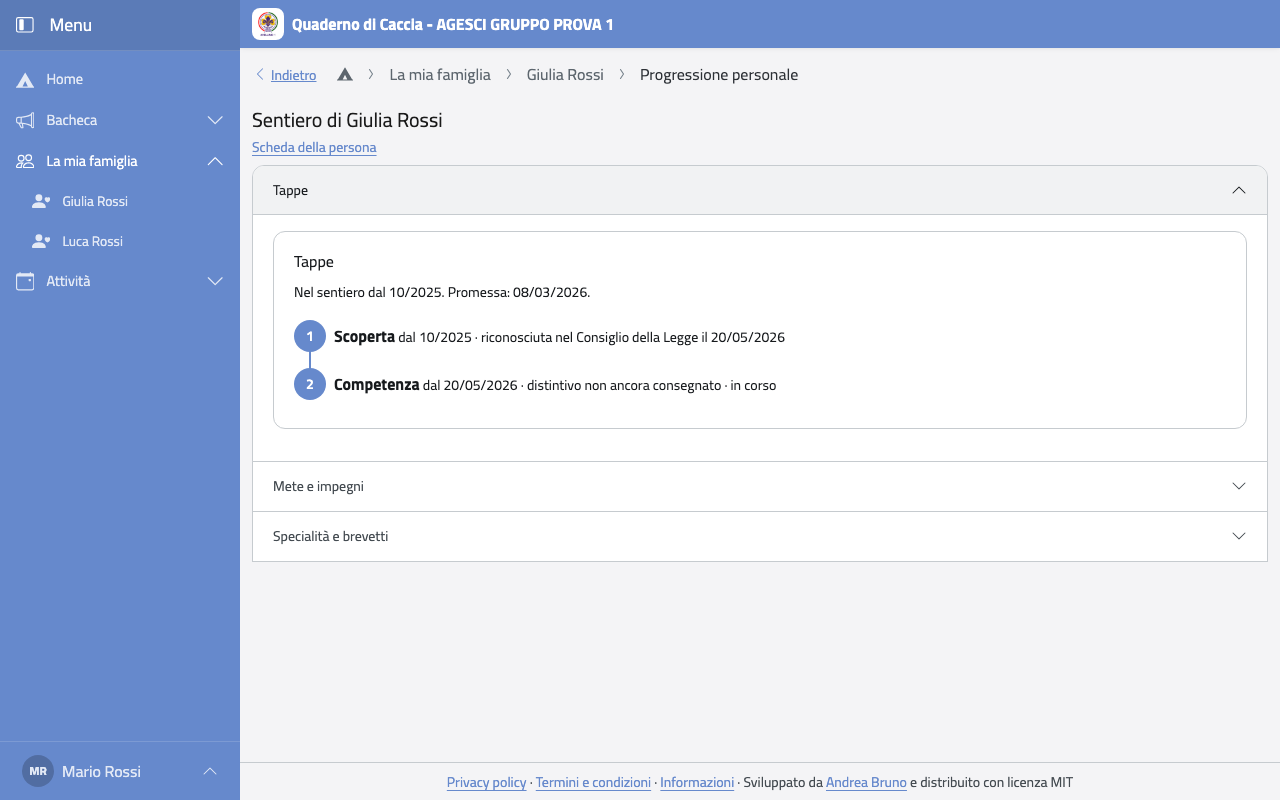 Menu
Quaderno di Caccia - AGESCI GRUPPO PROVA 1
Home
Bacheca
La mia famiglia
Giulia Rossi
Luca Rossi
Attività
MR Mario Rossi
Indietro La mia famiglia Giulia Rossi Progressione personale
Sentiero di Giulia Rossi
Scheda della persona
Tappe
Tappe
Nel sentiero dal 10/2025. Promessa: 08/03/2026.
1 Scoperta dal 10/2025 · riconosciuta nel Consiglio della Legge il 20/05/2026
2 Competenza dal 20/05/2026 · distintivo non ancora consegnato · in corso
Mete e impegni
Specialità e brevetti
Privacy policy · Termini e condizioni · Informazioni · Sviluppato da Andrea Bruno e distribuito con licenza MIT